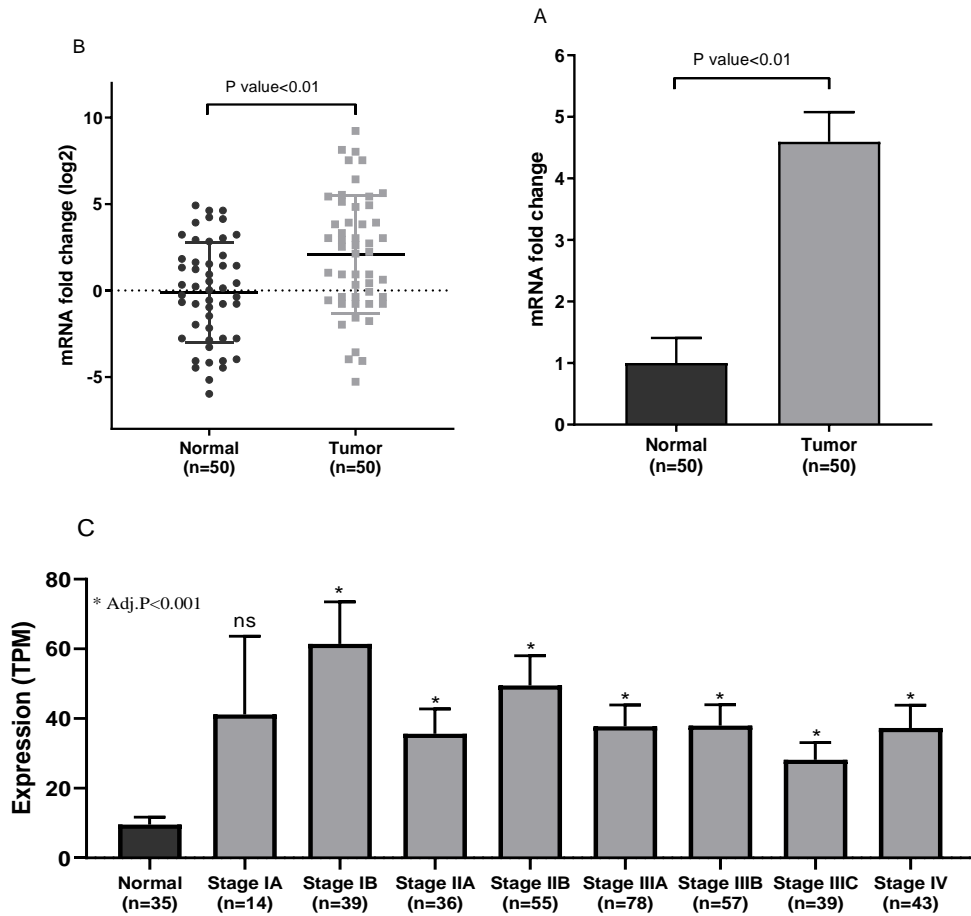 B
P value<0.01
mRNA fold change (log2)
10
5
0
-5
Normal
(n=50)
Tumor
(n=50)
A
P value<0.01
mRNA fold change
6
5
4
3
2
1
0
Normal
(n=50)
Tumor
(n=50)
C
* Adj.P<0.001
Expression (TPM)
80
60
40
20
0
ns
*
*
*
*
*
*
*
Normal
(n=35)
Stage IA
(n=14)
Stage IB
(n=39)
Stage IIA
(n=36)
Stage IIB
(n=55)
Stage IIIA
(n=78)
Stage IIIB
(n=57)
Stage IIIC
(n=39)
Stage IV
(n=43)